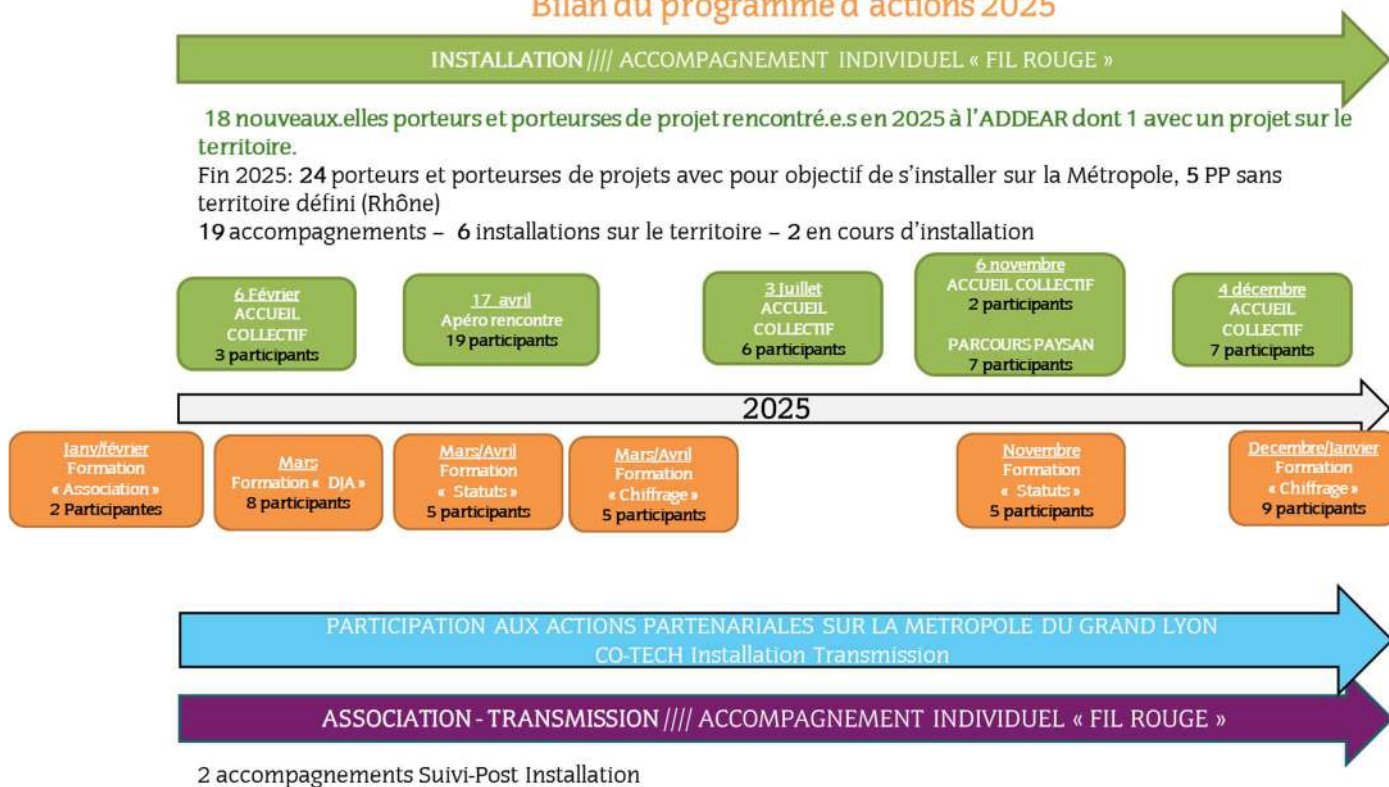 Bilan du programme d'actions 2025
INSTALLATION //// ACCOMPAGNEMENT INDIVIDUEL « FIL ROUGE »
18 nouveaux.elles porteurs et porteurses de projet rencontré.e.s en 2025 à l'ADDEAR dont 1 avec un projet sur le
territoire.
Fin 2025: 24 porteurs et porteurses de projets avec pour objectif de s'installer sur la Métropole, 5 PP sans
territoire défini (Rhône)
19 accompagnements – 6 installations sur le territoire – 2 en cours d'installation
6 Février
ACCUEIL
COLLECTIF
3 participants
17 avril
Apéro rencontre
19 participants
3 Juillet
ACCUEIL
COLLECTIF
6 participants
6 novembre
ACCUEIL COLLECTIF
2 participants
PARCOURS PAYSAN
7 participants
4 décembre
ACCUEIL
COLLECTIF
7 participants
2025
Janv/février
Formation
« Association »
2 Participantes
Mars
Formation « DJA »
8 participants
Mars/Avril
Formation
« Statuts »
5 participants
Mars/Avril
Formation
« Chiffrage »
5 participants
Novembre
Formation
« Statuts »
5 participants
Decembre/Janvier
Formation
« Chiffrage »
9 participants
PARTICIPATION AUX ACTIONS PARTENARIALES SUR LA METROPOLE DU GRAND LYON
CO-TECH Installation Transmission
ASSOCIATION - TRANSMISSION //// ACCOMPAGNEMENT INDIVIDUEL « FIL ROUGE »
2 accompagnements Suivi-Post Installation